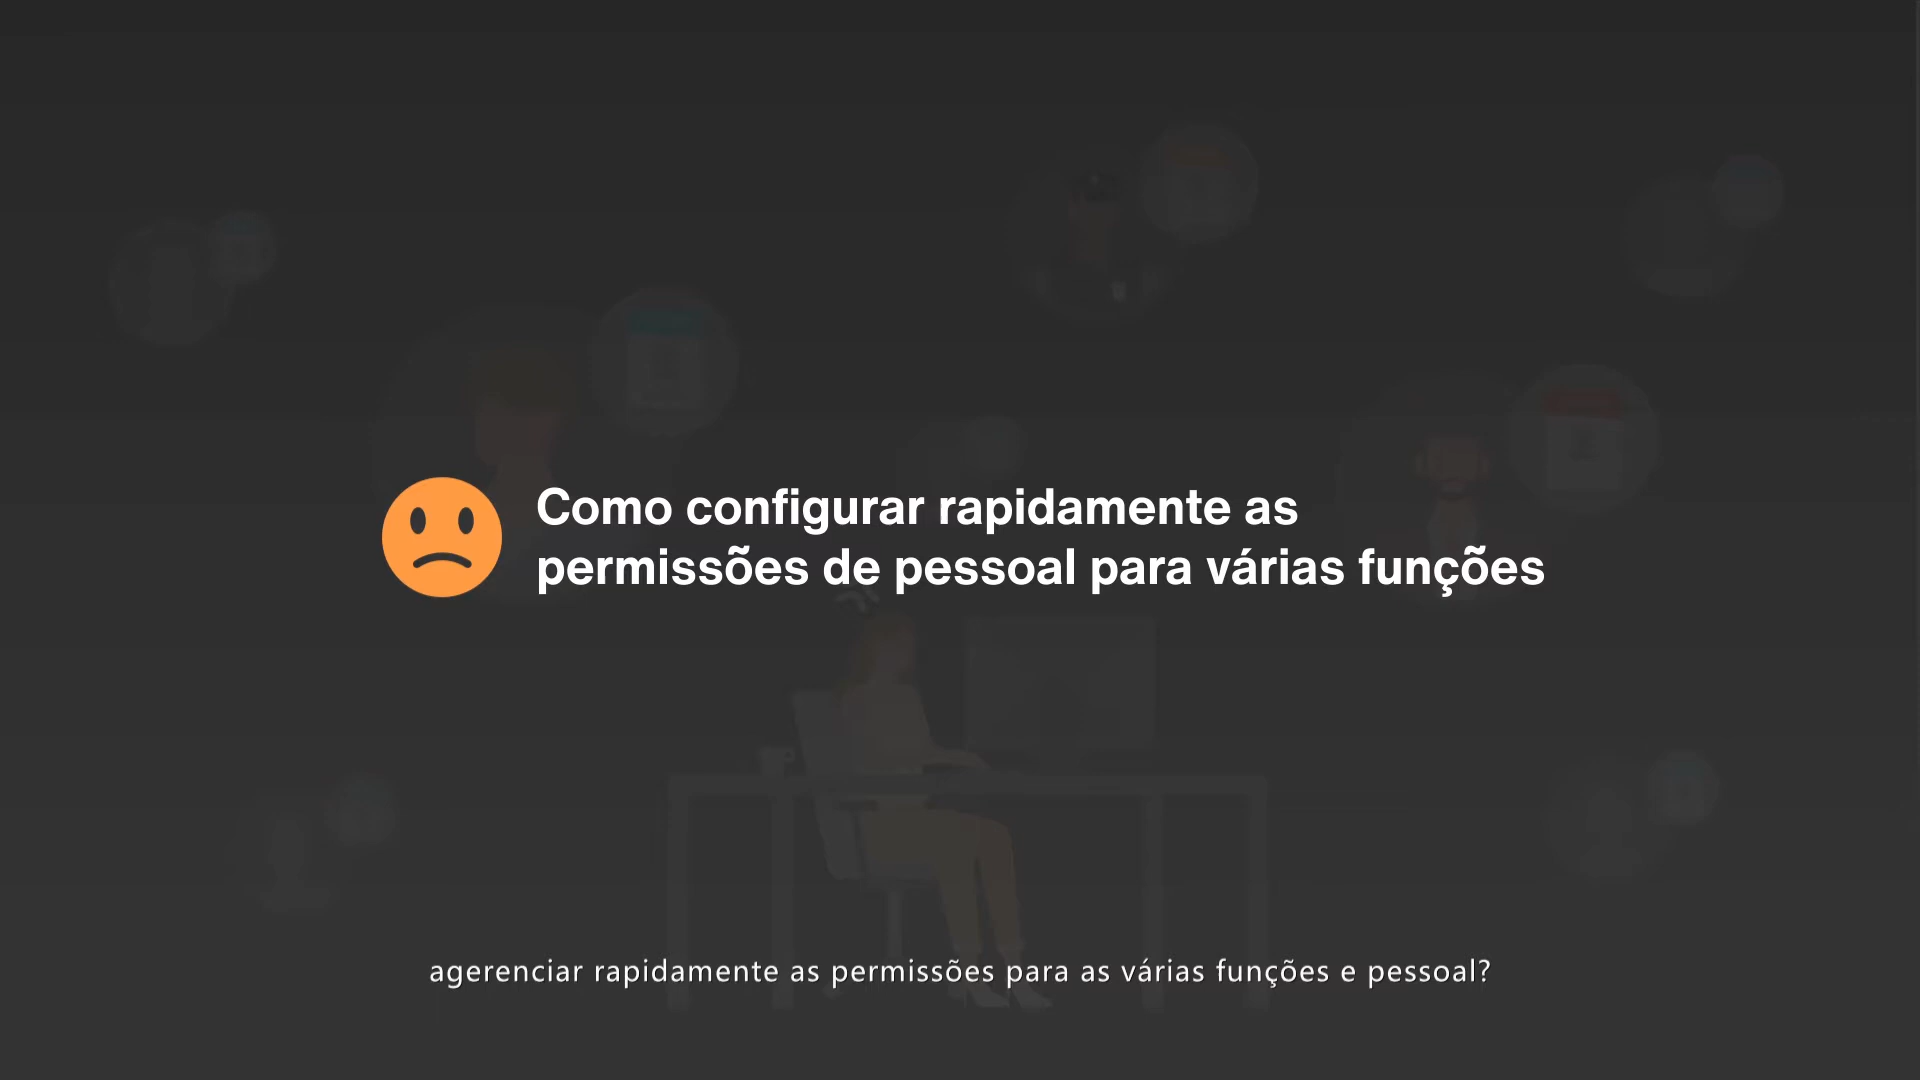 Como configurar rapidamente as
permissões de pessoal para várias funções
agerenciar rapidamente as permissões para as várias funções e pessoal?